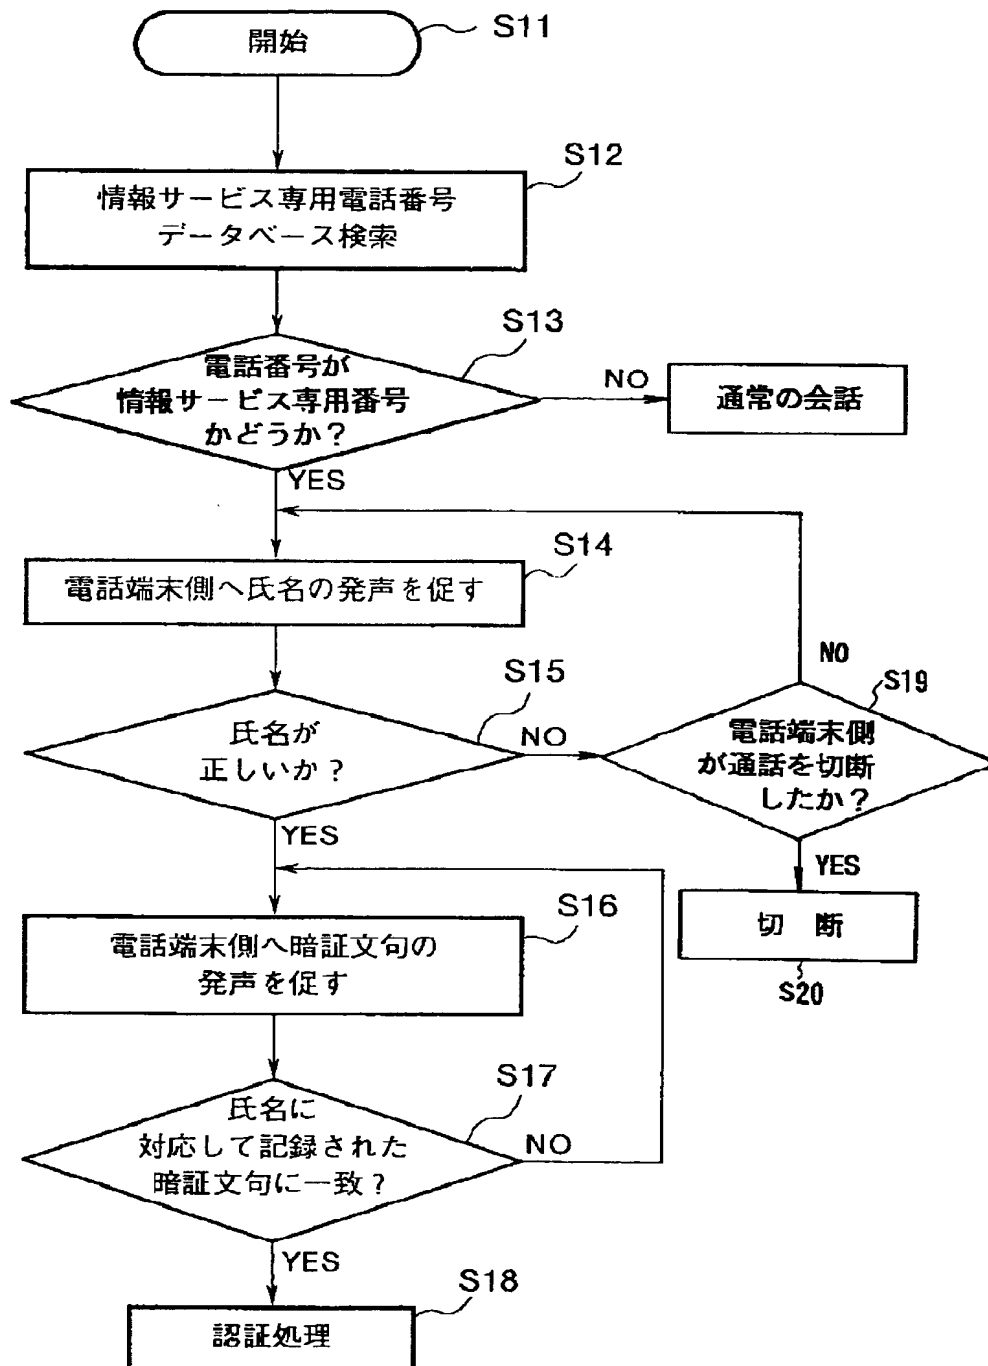 開始
S11
S12
情報サービス専用電話番号
データベース検索
S13
電話番号が
情報サービス専用番号
かどうか？
NO
通常の会話
YES
S14
電話端末側へ氏名の発声を促す
S15
氏名が
正しいか？
NO
NO
S19
電話端末側
が通話を切断
したか？
YES
YES
切 断
S20
S16
電話端末側へ暗証文句の
発声を促す
S17
氏名に
対応して記録された
暗証文句に一致？
NO
YES
S18
認証処理